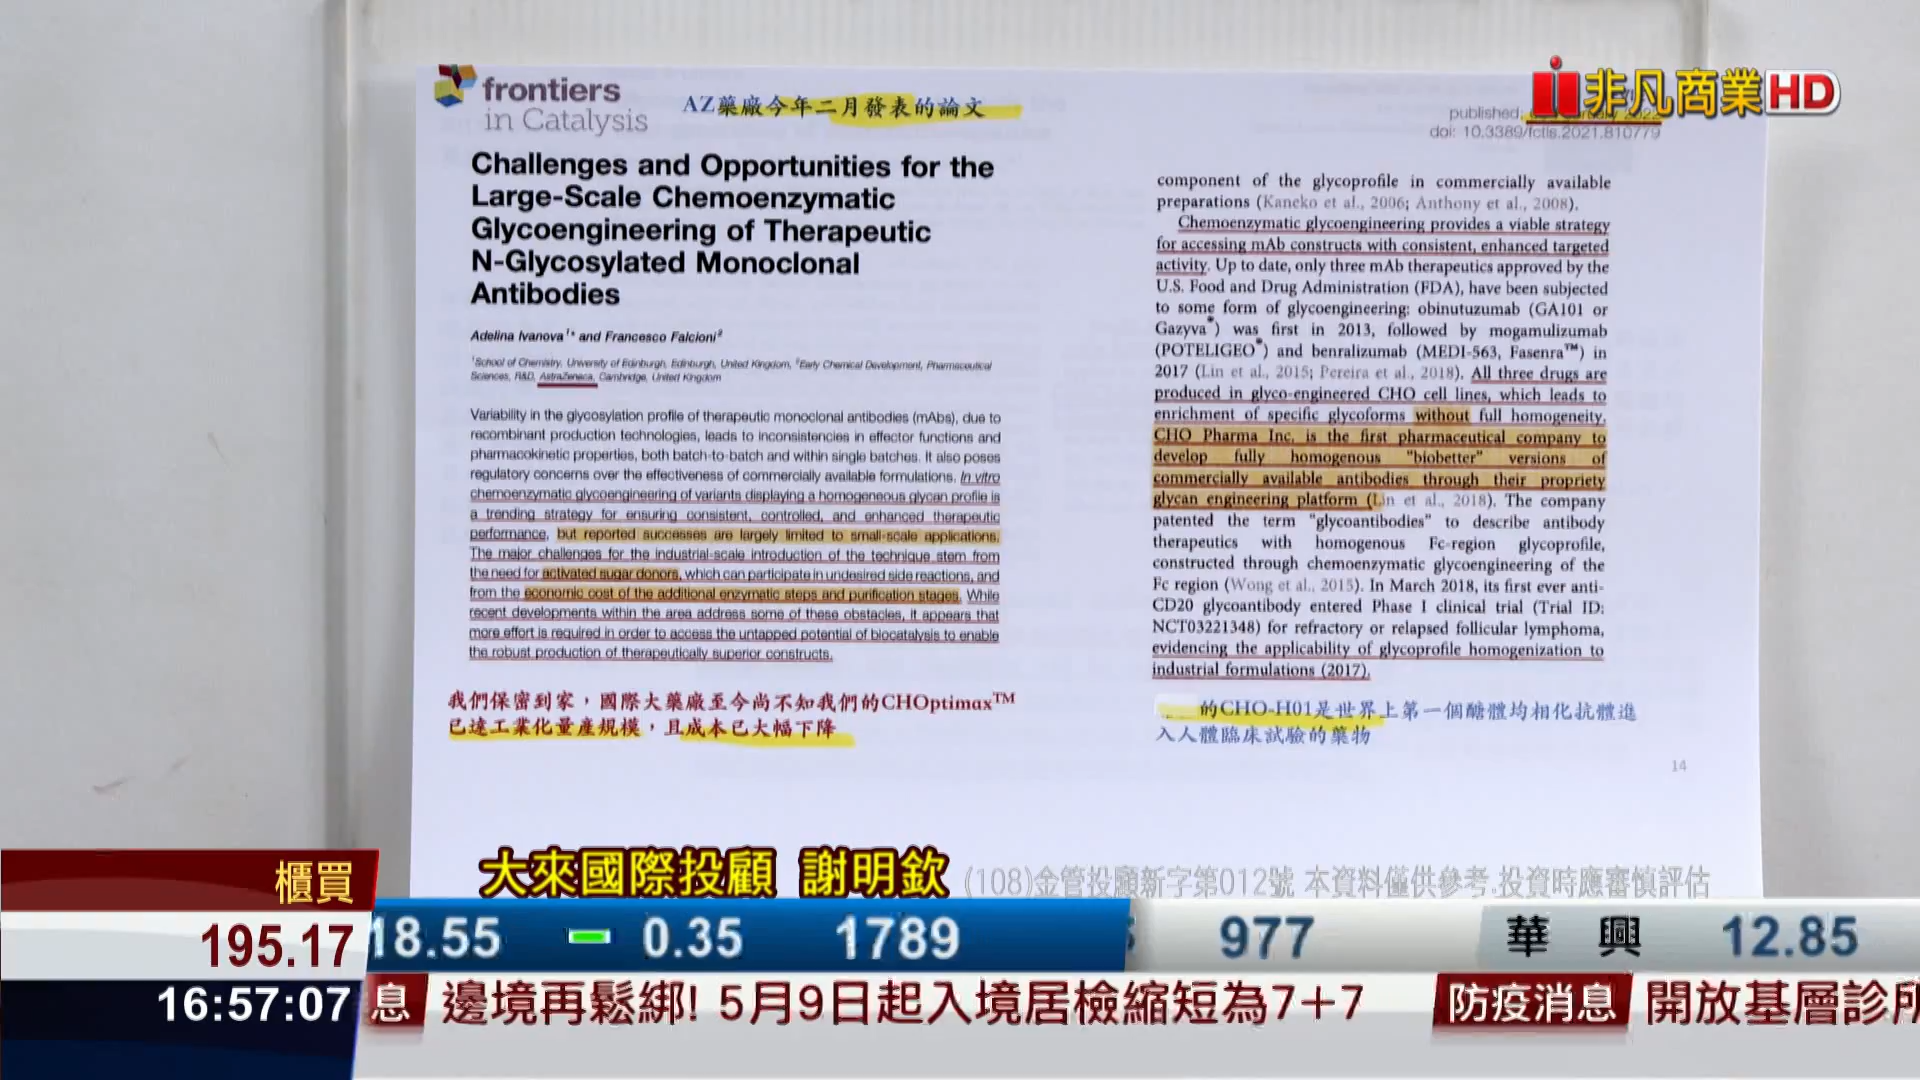 frontiers
in Catalysis
AZ藥廠今年二月發表的論文
非凡商業HD
published:
doi: 10.3389/fctls.2021.810779
Challenges and Opportunities for the
Large-Scale Chemoenzymatic
Glycoengineering of Therapeutic
N-Glycosylated Monoclonal
Antibodies
Adelina Ivanova¹* and Francesco Falcioni²
¹School of Chemistry, University of Edinburgh, Edinburgh, United Kingdom, ²Early Chemical Development, Pharmaceutical
Sciences, R&D, AstraZeneca, Cambridge, United Kingdom
Variability in the glycosylation profile of therapeutic monoclonal antibodies (mAbs), due to
recombinant production technologies, leads to inconsistencies in effector functions and
pharmacokinetic properties, both batch-to-batch and within single batches. It also poses
regulatory concerns over the effectiveness of commercially available formulations. In vitro
chemoenzymatic glycoengineering of variants displaying a homogeneous glycan profile is
a trending strategy for ensuring consistent, controlled, and enhanced therapeutic
performance, but reported successes are largely limited to small-scale applications.
The major challenges for the industrial-scale introduction of the technique stem from
the need for activated sugar donors, which can participate in undesired side reactions, and
from the economic cost of the additional enzymatic steps and purification stages. While
recent developments within the area address some of these obstacles, it appears that
more effort is required in order to access the untapped potential of biocatalysis to enable
the robust production of therapeutically superior constructs.
我們保密到家，國際大藥廠至今尚不知我們的CHOptimax™
已達工業化量產規模，且成本已大幅下降
component of the glycoprofile in commercially available
preparations (Kaneko et al., 2006; Anthony et al., 2008).
Chemoenzymatic glycoengineering provides a viable strategy
for accessing mAb constructs with consistent, enhanced targeted
activity. Up to date, only three mAb therapeutics approved by the
U.S. Food and Drug Administration (FDA), have been subjected
to some form of glycoengineering: obinutuzumab (GA101 or
Gazyva®) was first in 2013, followed by mogamulizumab
(POTELIGEO®) and benralizumab (MEDI-563, Fasenra™) in
2017 (Lin et al., 2015; Pereira et al., 2018). All three drugs are
produced in glyco-engineered CHO cell lines, which leads to
enrichment of specific glycoforms without full homogeneity.
CHO Pharma Inc. is the first pharmaceutical company to
develop fully homogenous "biobetter" versions of
commercially available antibodies through their propriety
glycan engineering platform (Lin et al., 2018). The company
patented the term "glycoantibodies" to describe antibody
therapeutics with homogenous Fc-region glycoprofile,
constructed through chemoenzymatic glycoengineering of the
Fc region (Wong et al., 2015). In March 2018, its first ever anti-
CD20 glycoantibody entered Phase I clinical trial (Trial ID:
NCT03221348) for refractory or relapsed follicular lymphoma,
evidencing the applicability of glycoprofile homogenization to
industrial formulations (2017).
的CHO-H01是世界上第一個醣體均相化抗體進
入人體臨床試驗的藥物
14
大來國際投顧 謝明欽
(108)金管投顧新字第012號 本資料僅供參考.投資時應審慎評估
櫃買
195.17
16:57:07
18.55 0.35 1789 977 華興 12.85
息 邊境再鬆綁! 5月9日起入境居檢縮短為7+7 防疫消息 開放基層診所